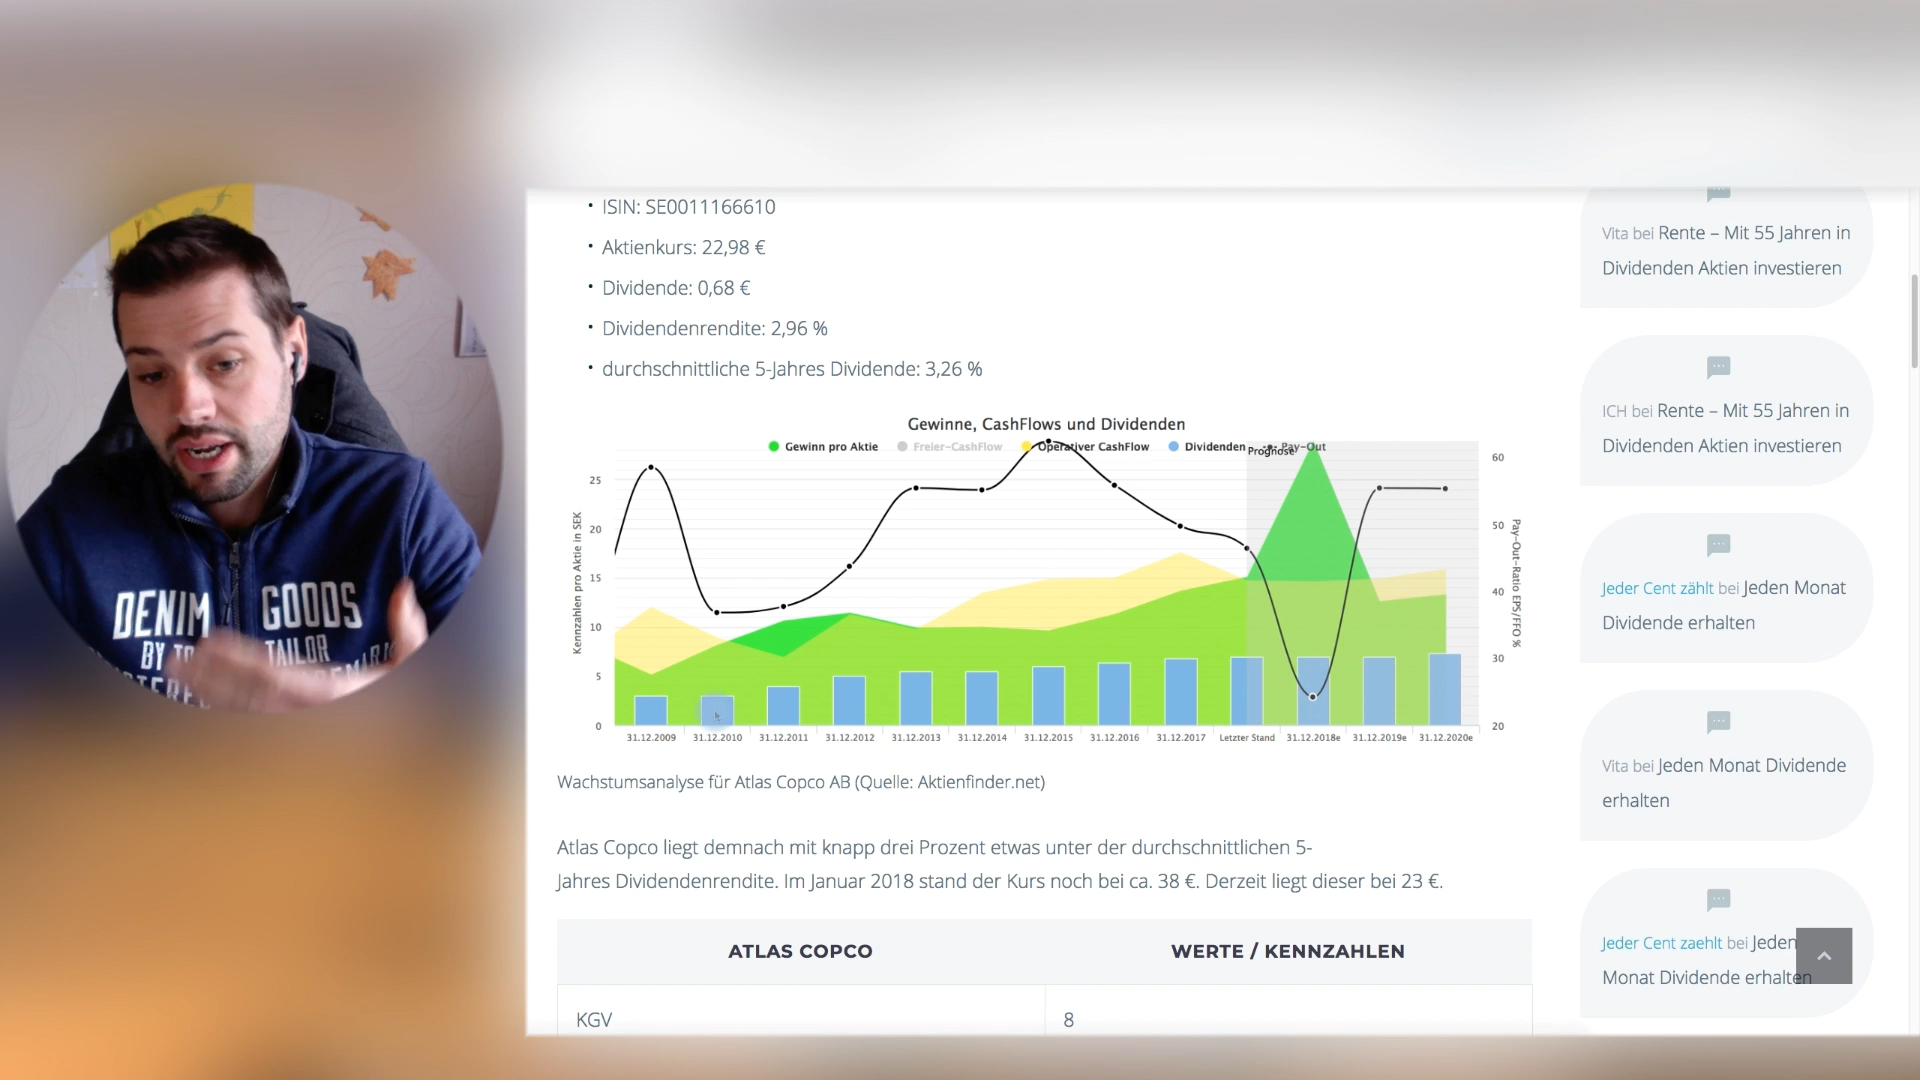 • ISIN: SE0011166610
• Aktienkurs: 22,98 €
• Dividende: 0,68 €
• Dividendenrendite: 2,96 %
• durchschnittliche 5-Jahres Dividende: 3,26 %
Gewinne, CashFlows und Dividenden
Gewinn pro Aktie Freier-CashFlow Operativer CashFlow Dividenden Pay-Out
Prognose
Kennzahlen pro Aktie in SEK
25
20
15
10
5
0
60
50
40
30
20
Pay-Out-Ratio EPS/FFO %
31.12.2009 31.12.2010 31.12.2011 31.12.2012 31.12.2013 31.12.2014 31.12.2015 31.12.2016 31.12.2017 Letzter Stand 31.12.2018e 31.12.2019e 31.12.2020e
Wachstumsanalyse für Atlas Copco AB (Quelle: Aktienfinder.net)
Atlas Copco liegt demnach mit knapp drei Prozent etwas unter der durchschnittlichen 5-
Jahres Dividendenrendite. Im Januar 2018 stand der Kurs noch bei ca. 38 €. Derzeit liegt dieser bei 23 €.
ATLAS COPCO WERTE / KENNZAHLEN
KGV 8
Vita bei Rente – Mit 55 Jahren in
Dividenden Aktien investieren
ICH bei Rente – Mit 55 Jahren in
Dividenden Aktien investieren
Jeder Cent zählt bei Jeden Monat
Dividende erhalten
Vita bei Jeden Monat Dividende
erhalten
Jeder Cent zaehlt bei Jeden
Monat Dividende erhalten
DENIM GOODS
BY TAILOR